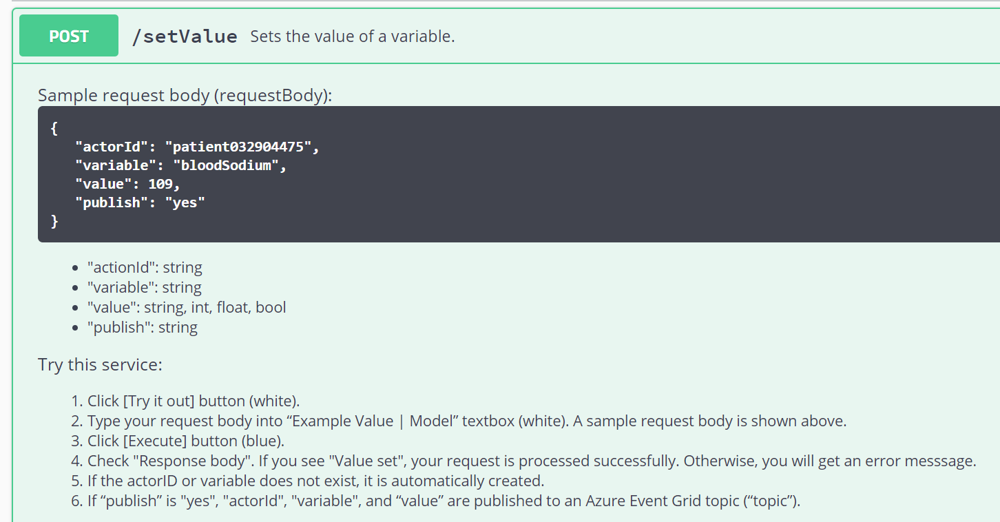 POST /setValue Sets the value of a variable.
Sample request body (requestBody):
{
"actorId": "patient032904475",
"variable": "bloodSodium",
"value": 109,
"publish": "yes"
}
• "actionId": string
• "variable": string
• "value": string, int, float, bool
• "publish": string
Try this service:
1. Click [Try it out] button (white).
2. Type your request body into “Example Value | Model” textbox (white). A sample request body is shown above.
3. Click [Execute] button (blue).
4. Check "Response body". If you see "Value set", your request is processed successfully. Otherwise, you will get an error messsage.
5. If the actorID or variable does not exist, it is automatically created.
6. If “publish” is "yes", "actorId", "variable", and “value” are published to an Azure Event Grid topic (“topic”).